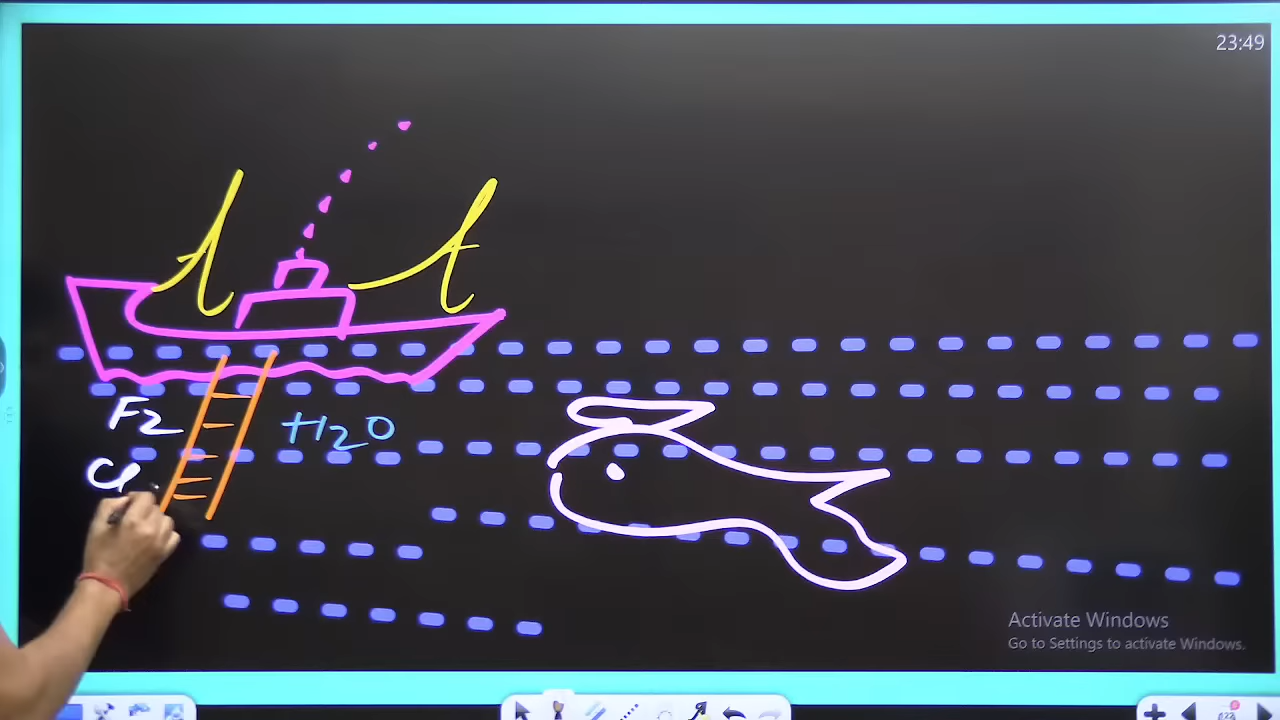 23:49
F2
H2O
Cl
Activate Windows
Go to Settings to activate Windows.